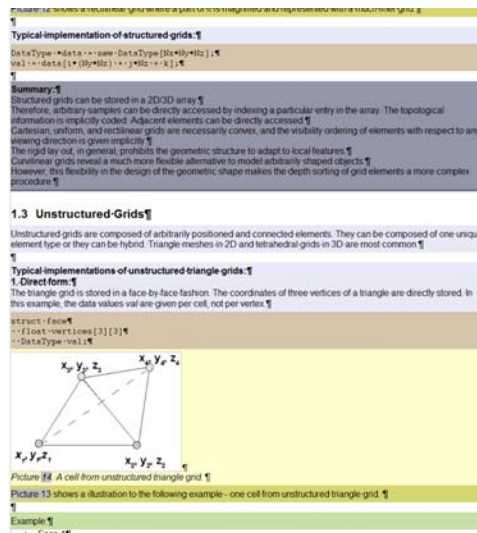 Picture 12 shows a rectilinear grid where a part of it is magnified and represented with a much finer grid. ¶
¶
Typical·implementation·of·structured·grids:¶
DataType·*data·=·new·DataType[Nx*Ny*Nz];¶
val·=·data[i*(Ny*Nz)·+·j*Nz·+·k];¶
¶
Summary:¶
Structured grids can be stored in a 2D/3D array.¶
Therefore, arbitrary samples can be directly accessed by indexing a particular entry in the array. The topological
information is implicitly coded. Adjacent elements can be directly accessed.¶
Cartesian, uniform, and rectilinear grids are necessarily convex, and the visibility ordering of elements with respect to any
viewing direction is given implicitly.¶
The rigid lay out, in general, prohibits the geometric structure to adapt to local features.¶
Curvilinear grids reveal a much more flexible alternative to model arbitrarily shaped objects.¶
However, this flexibility in the design of the geometric shape makes the depth sorting of grid elements a more complex
procedure.¶
1.3 Unstructured·Grids¶
Unstructured grids are composed of arbitrarily positioned and connected elements. They can be composed of one uniqu
element type or they can be hybrid. Triangle meshes in 2D and tetrahedral grids in 3D are most common.¶
¶
Typical·implementations·of·unstructured·triangle·grids:¶
1.·Direct·form:¶
The triangle grid is stored in a face-by-face fashion. The coordinates of three vertices of a triangle are directly stored. In
this example, the data values val are given per cell, not per vertex.¶
struct·face¶
··float·vertices[3][3]¶
··DataType·val;¶
x₃, y₃, z₃
x₄, y₄, z₄
x₁, y₁, z₁
x₂, y₂, z₂
¶
Picture 14 A cell from unstructured triangle grid. ¶
Picture 13 shows a illustration to the following example - one cell from unstructured triangle grid. ¶
¶
Example:¶